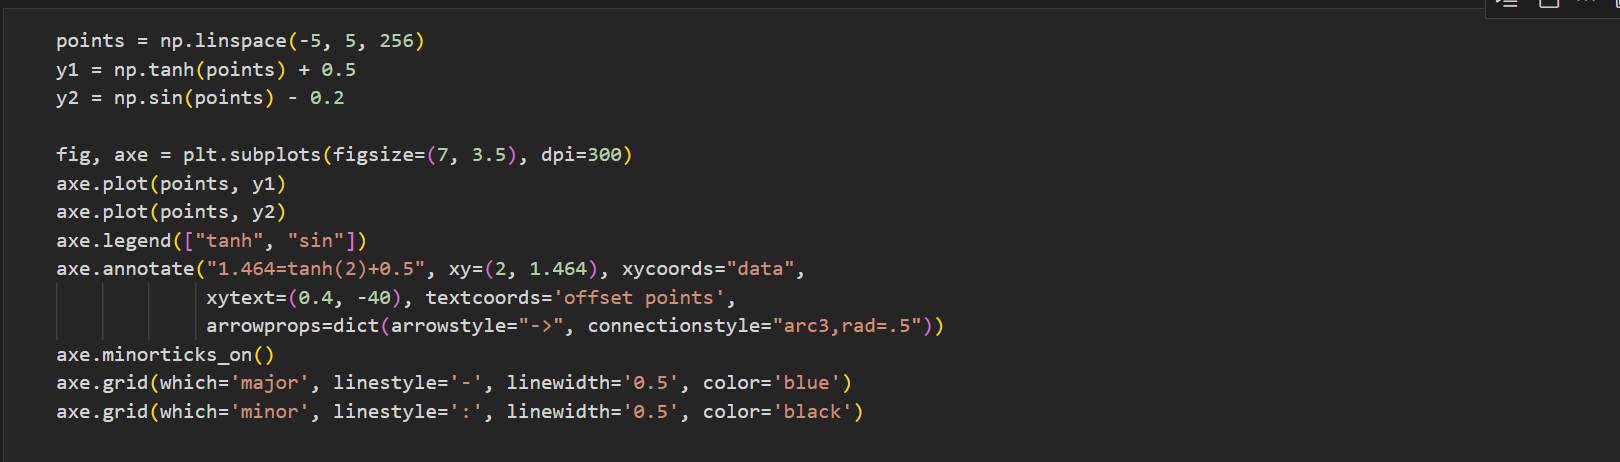 points = np.linspace(-5, 5, 256)
y1 = np.tanh(points) + 0.5
y2 = np.sin(points) - 0.2

fig, axe = plt.subplots(figsize=(7, 3.5), dpi=300)
axe.plot(points, y1)
axe.plot(points, y2)
axe.legend(["tanh", "sin"])
axe.annotate("1.464=tanh(2)+0.5", xy=(2, 1.464), xycoords="data",
             xytext=(0.4, -40), textcoords='offset points',
             arrowprops=dict(arrowstyle="->", connectionstyle="arc3,rad=.5"))
axe.minorticks_on()
axe.grid(which='major', linestyle='-', linewidth='0.5', color='blue')
axe.grid(which='minor', linestyle=':', linewidth='0.5', color='black')